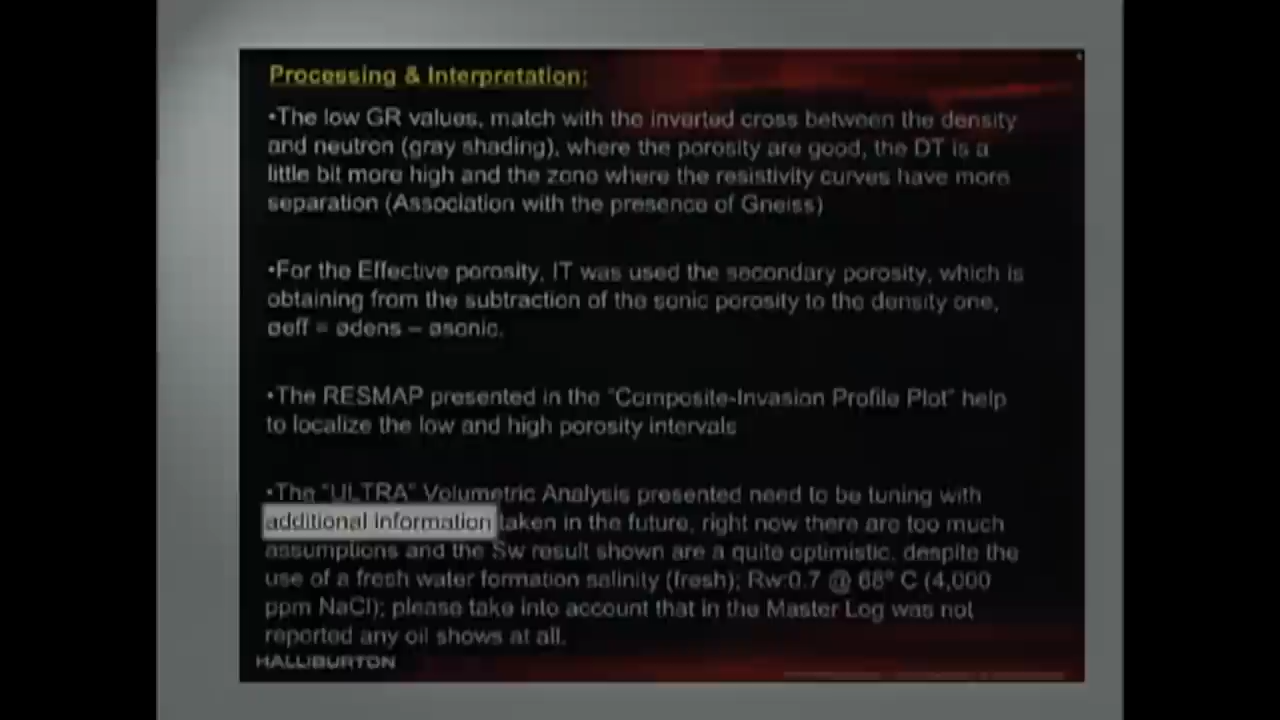 Processing & Interpretation:
•The low GR values, match with the inverted cross between the density
and neutron (gray shading), where the porosity are good, the DT is a
little bit more high and the zone where the resistivity curves have more
separation (Association with the presence of Gneiss)
•For the Effective porosity, IT was used the secondary porosity, which is
obtaining from the subtraction of the sonic porosity to the density one,
øeff = ødens – øsonic.
•The RESMAP presented in the "Composite-Invasion Profile Plot" help
to localize the low and high porosity intervals
•The "ULTRA" Volumetric Analysis presented need to be tuning with
additional information taken in the future, right now there are too much
assumptions and the Sw result shown are a quite optimistic, despite the
use of a fresh water formation salinity (fresh); Rw:0.7 @ 68° C (4,000
ppm NaCl); please take into account that in the Master Log was not
reported any oil shows at all.
HALLIBURTON